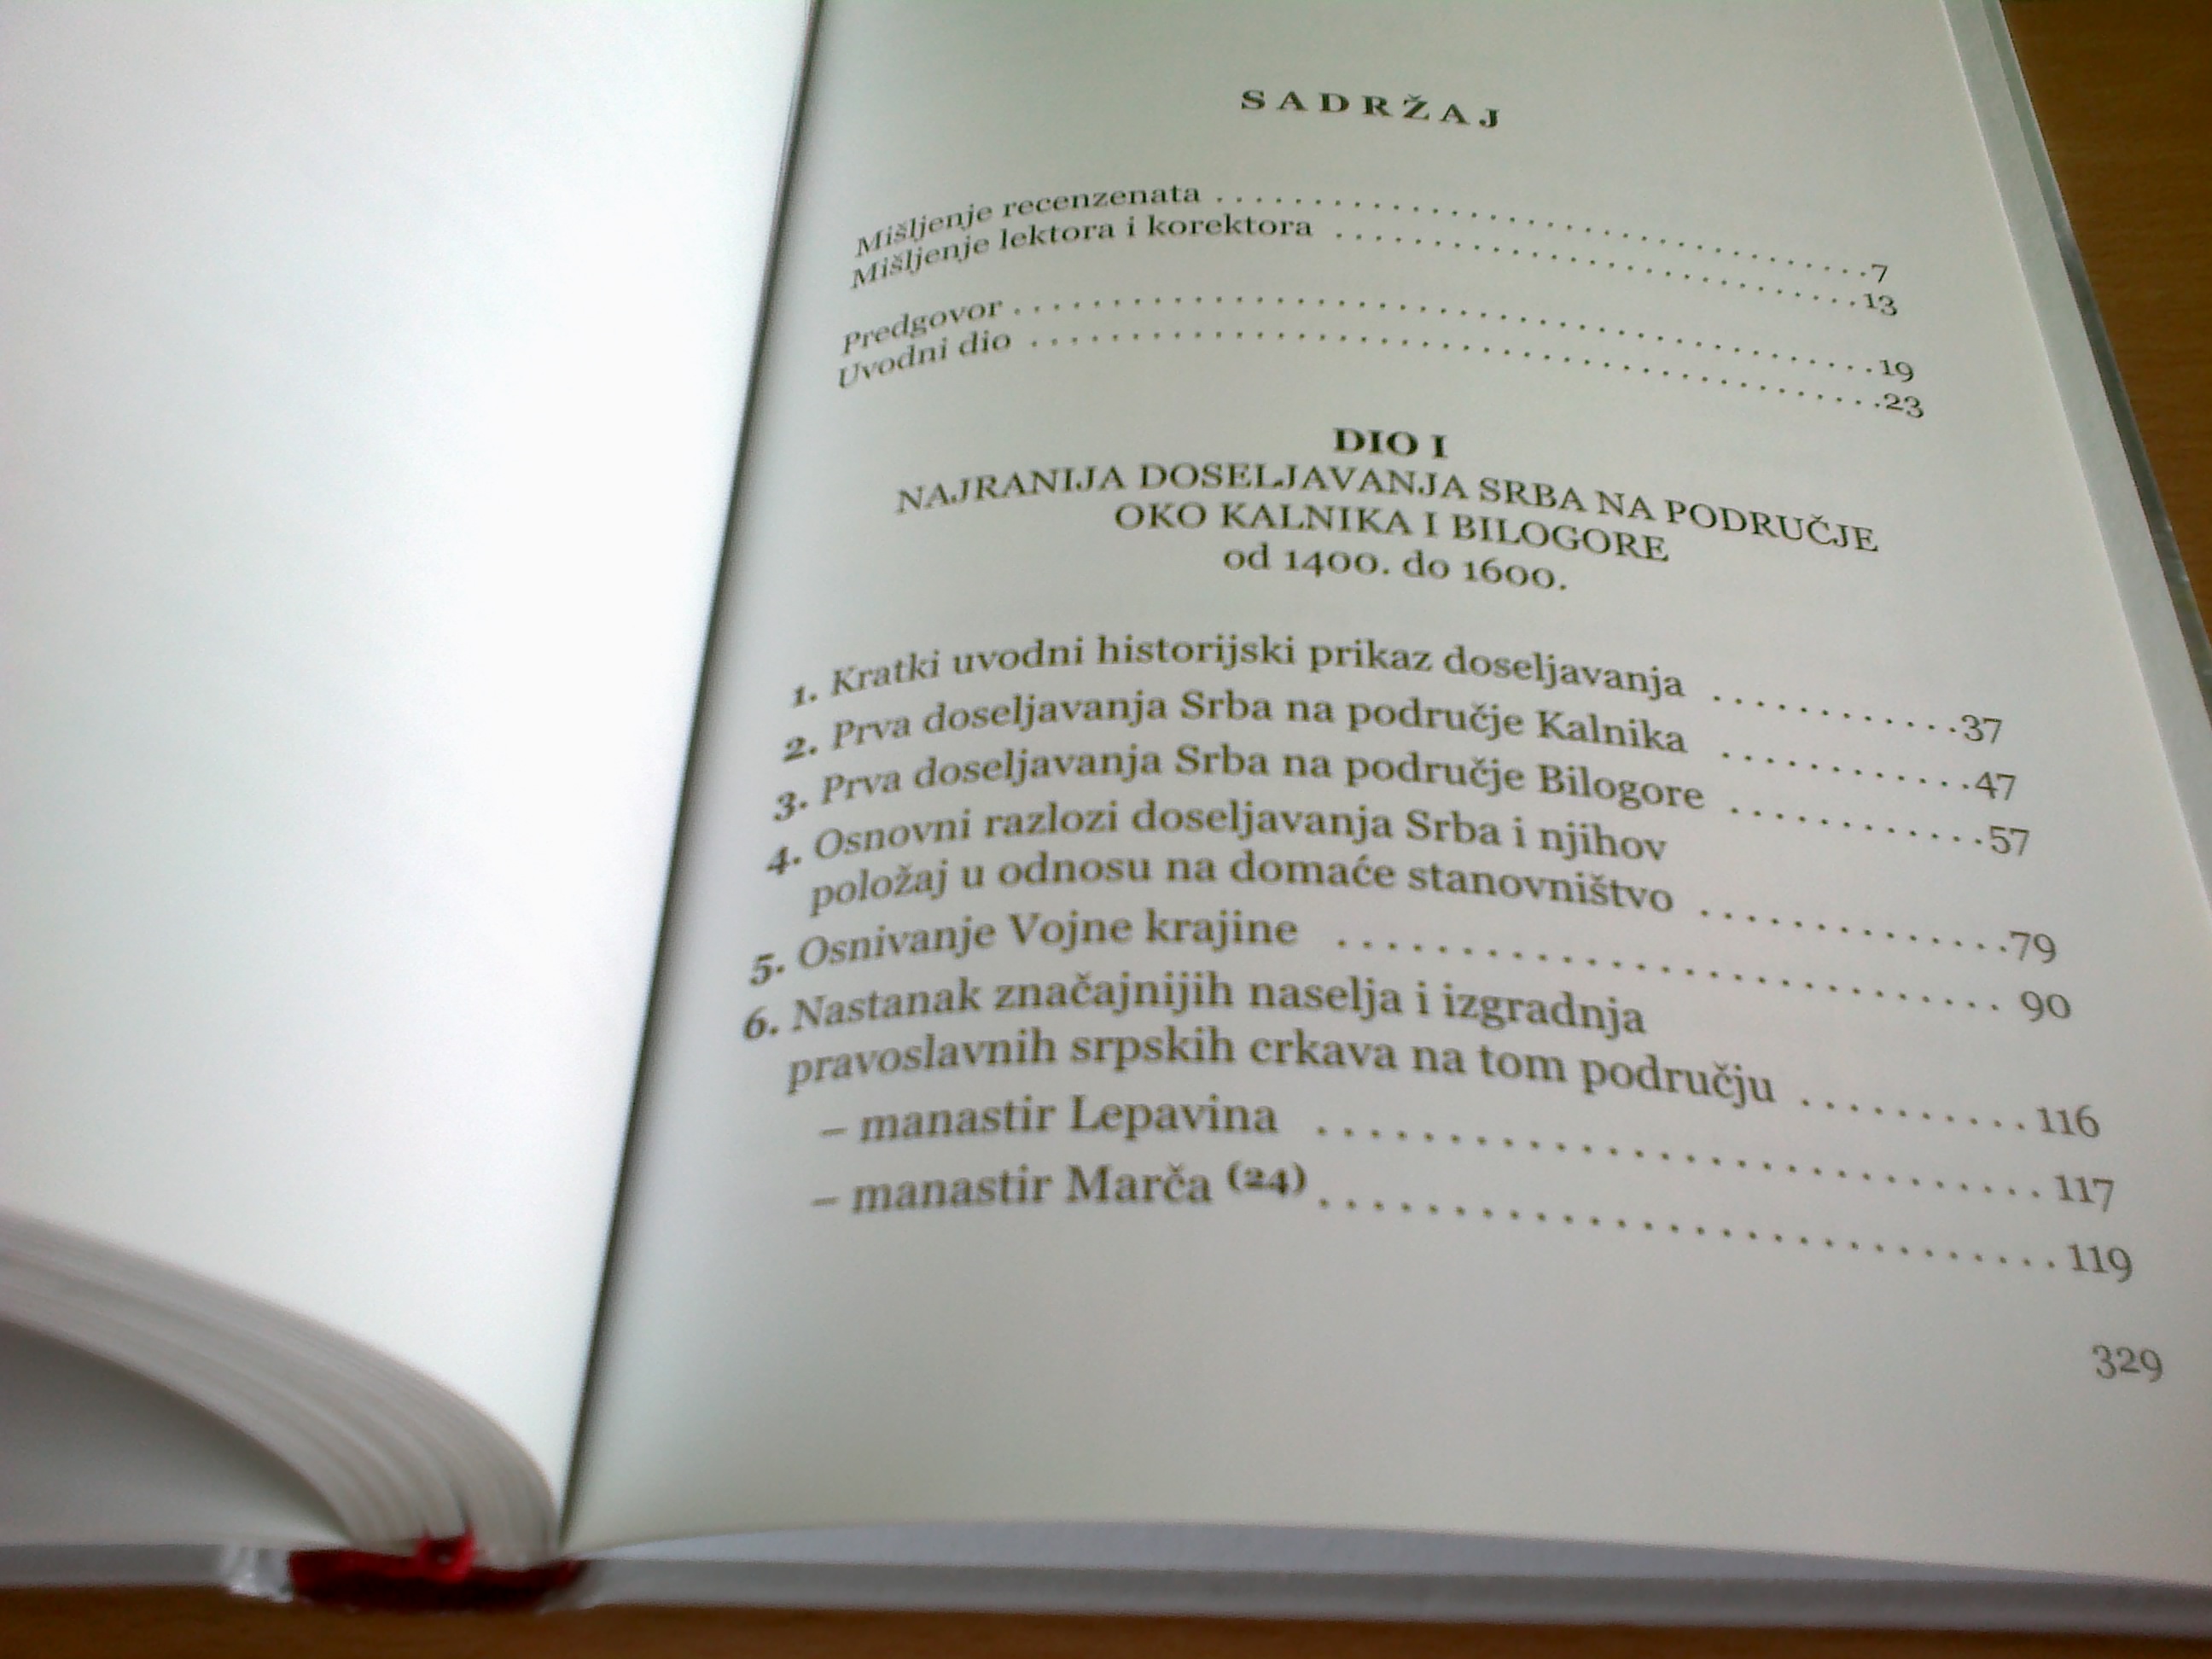 SADRŽAJ
Mišljenje recenzenata . . . . . . . . . . . . . . . . . . . . . . . . . . . . . . 7
Mišljenje lektora i korektora . . . . . . . . . . . . . . . . . . . . . . . . 13
Predgovor . . . . . . . . . . . . . . . . . . . . . . . . . . . . . . . . . . . . . . 19
Uvodni dio . . . . . . . . . . . . . . . . . . . . . . . . . . . . . . . . . . . . . 23
DIO I
NAJRANIJA DOSELJAVANJA SRBA NA PODRUČJE
OKO KALNIKA I BILOGORE
od 1400. do 1600.
1. Kratki uvodni historijski prikaz doseljavanja . . . . . . . . . . . . 37
2. Prva doseljavanja Srba na područje Kalnika . . . . . . . . . . . . 47
3. Prva doseljavanja Srba na područje Bilogore . . . . . . . . . . . . 57
4. Osnovni razlozi doseljavanja Srba i njihov
položaj u odnosu na domaće stanovništvo . . . . . . . . . . . . . . 79
5. Osnivanje Vojne krajine . . . . . . . . . . . . . . . . . . . . . . . . . . . 90
6. Nastanak značajnijih naselja i izgradnja
pravoslavnih srpskih crkava na tom području . . . . . . . . . . 116
– manastir Lepavina . . . . . . . . . . . . . . . . . . . . . . . . . . . . 117
– manastir Marča (24) . . . . . . . . . . . . . . . . . . . . . . . . . . . . 119
329